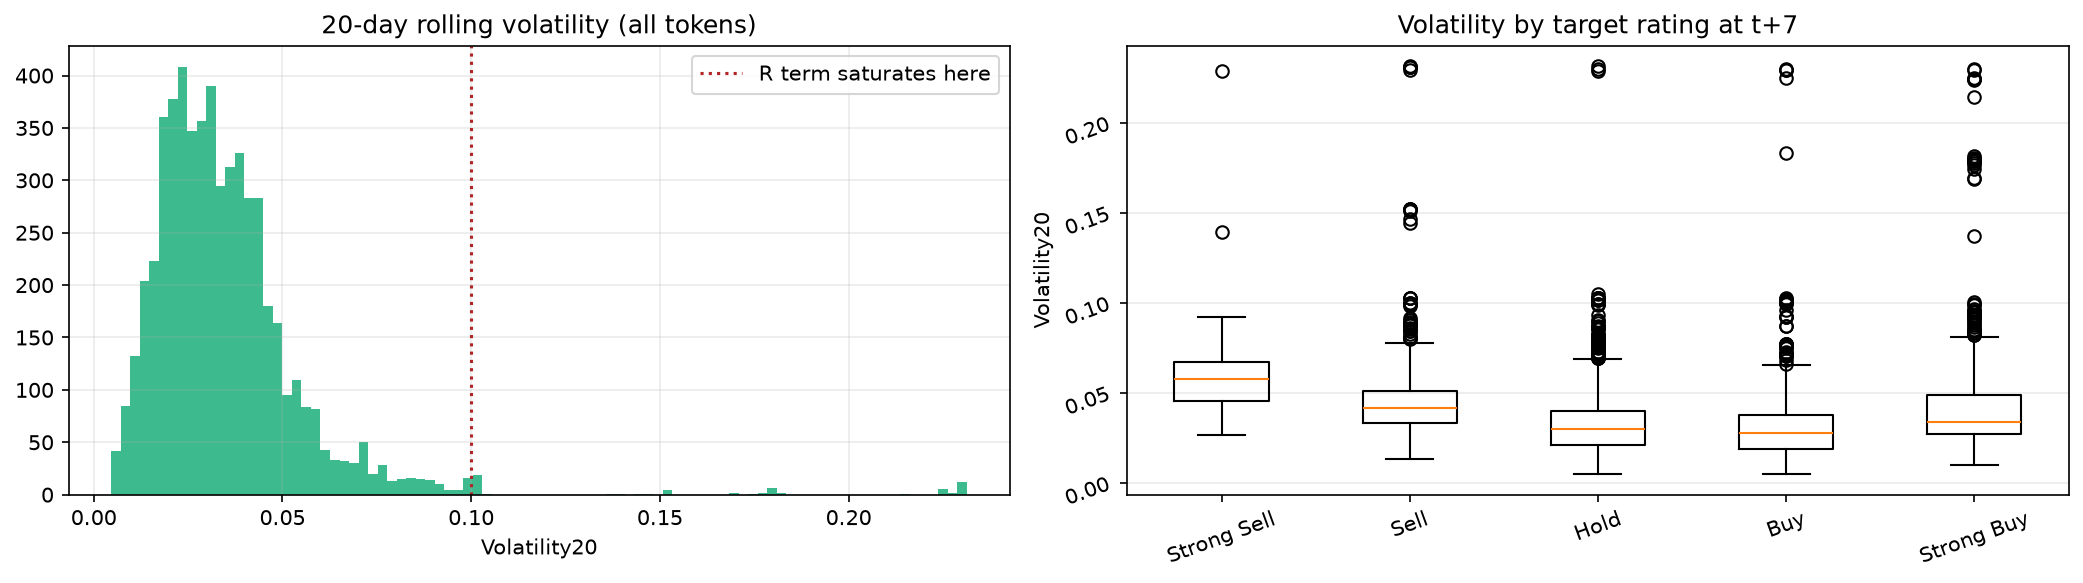 20-day rolling volatility (all tokens)
400
350
300
250
200
150
100
50
0
R term saturates here
0.00 0.05 0.10 0.15 0.20
Volatility20
Volatility by target rating at t+7
Volatility20
0.20
0.15
0.10
0.05
0.00
Strong Sell Sell Hold Buy Strong Buy